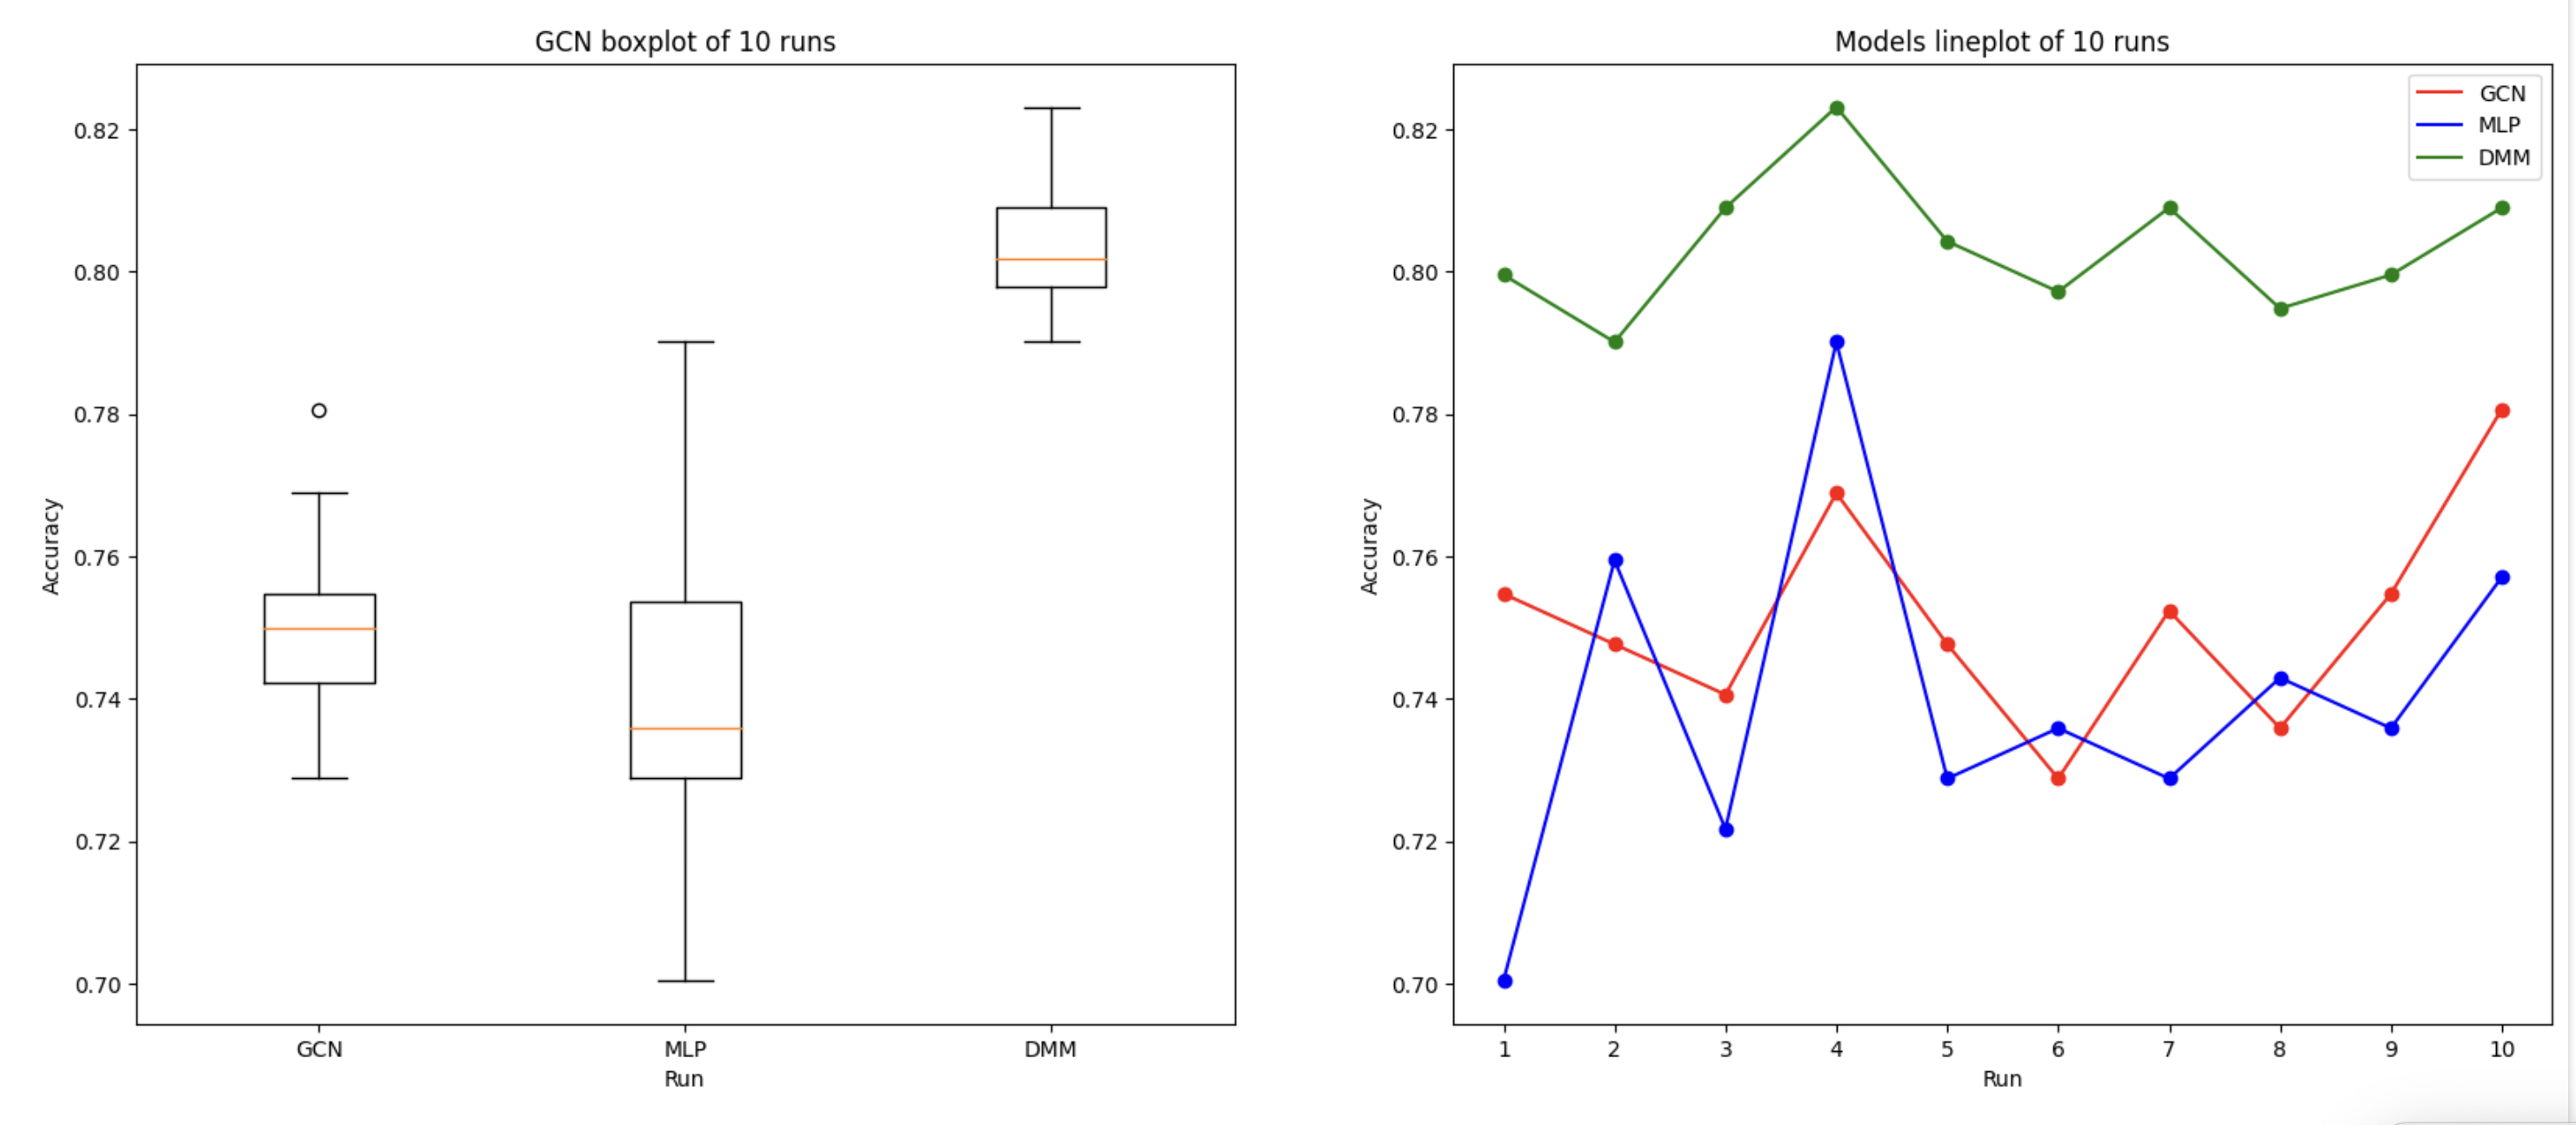 GCN boxplot of 10 runs
Accuracy
0.82
0.80
0.78
0.76
0.74
0.72
0.70
GCN
MLP
DMM
Run
Models lineplot of 10 runs
GCN
MLP
DMM
Accuracy
0.82
0.80
0.78
0.76
0.74
0.72
0.70
1 2 3 4 5 6 7 8 9 10
Run